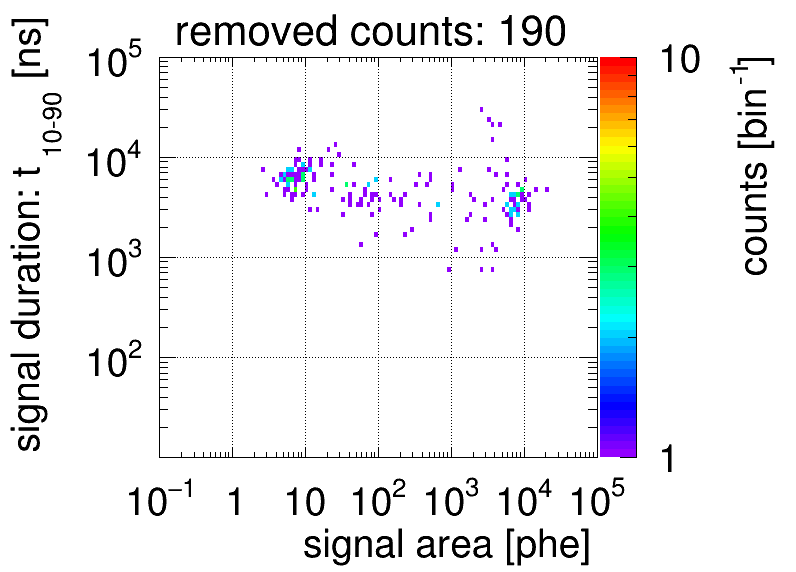 removed counts: 190
signal duration: t 10-90 [ns]
10^5
10^4
10^3
10^2
10^−1 1 10 10^2 10^3 10^4 10^5
signal area [phe]
10
1
counts [bin^-1]